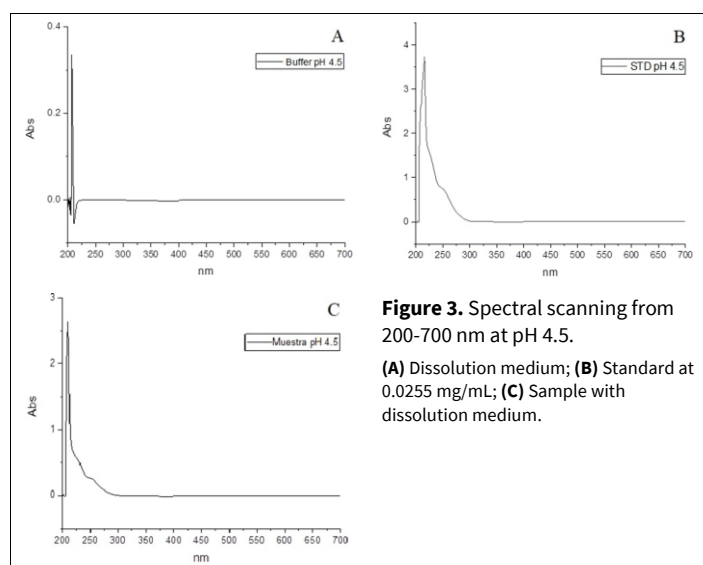 A
Buffer pH 4.5
0.4
0.2
0.0
Abs
200 250 300 350 400 450 500 550 600 650 700
nm
B
STD pH 4.5
4
3
2
1
0
Abs
200 250 300 350 400 450 500 550 600 650 700
nm
C
Muestra pH 4.5
3
2
1
0
Abs
200 250 300 350 400 450 500 550 600 650 700
nm
Figure 3. Spectral scanning from
200-700 nm at pH 4.5.
(A) Dissolution medium; (B) Standard at
0.0255 mg/mL; (C) Sample with
dissolution medium.